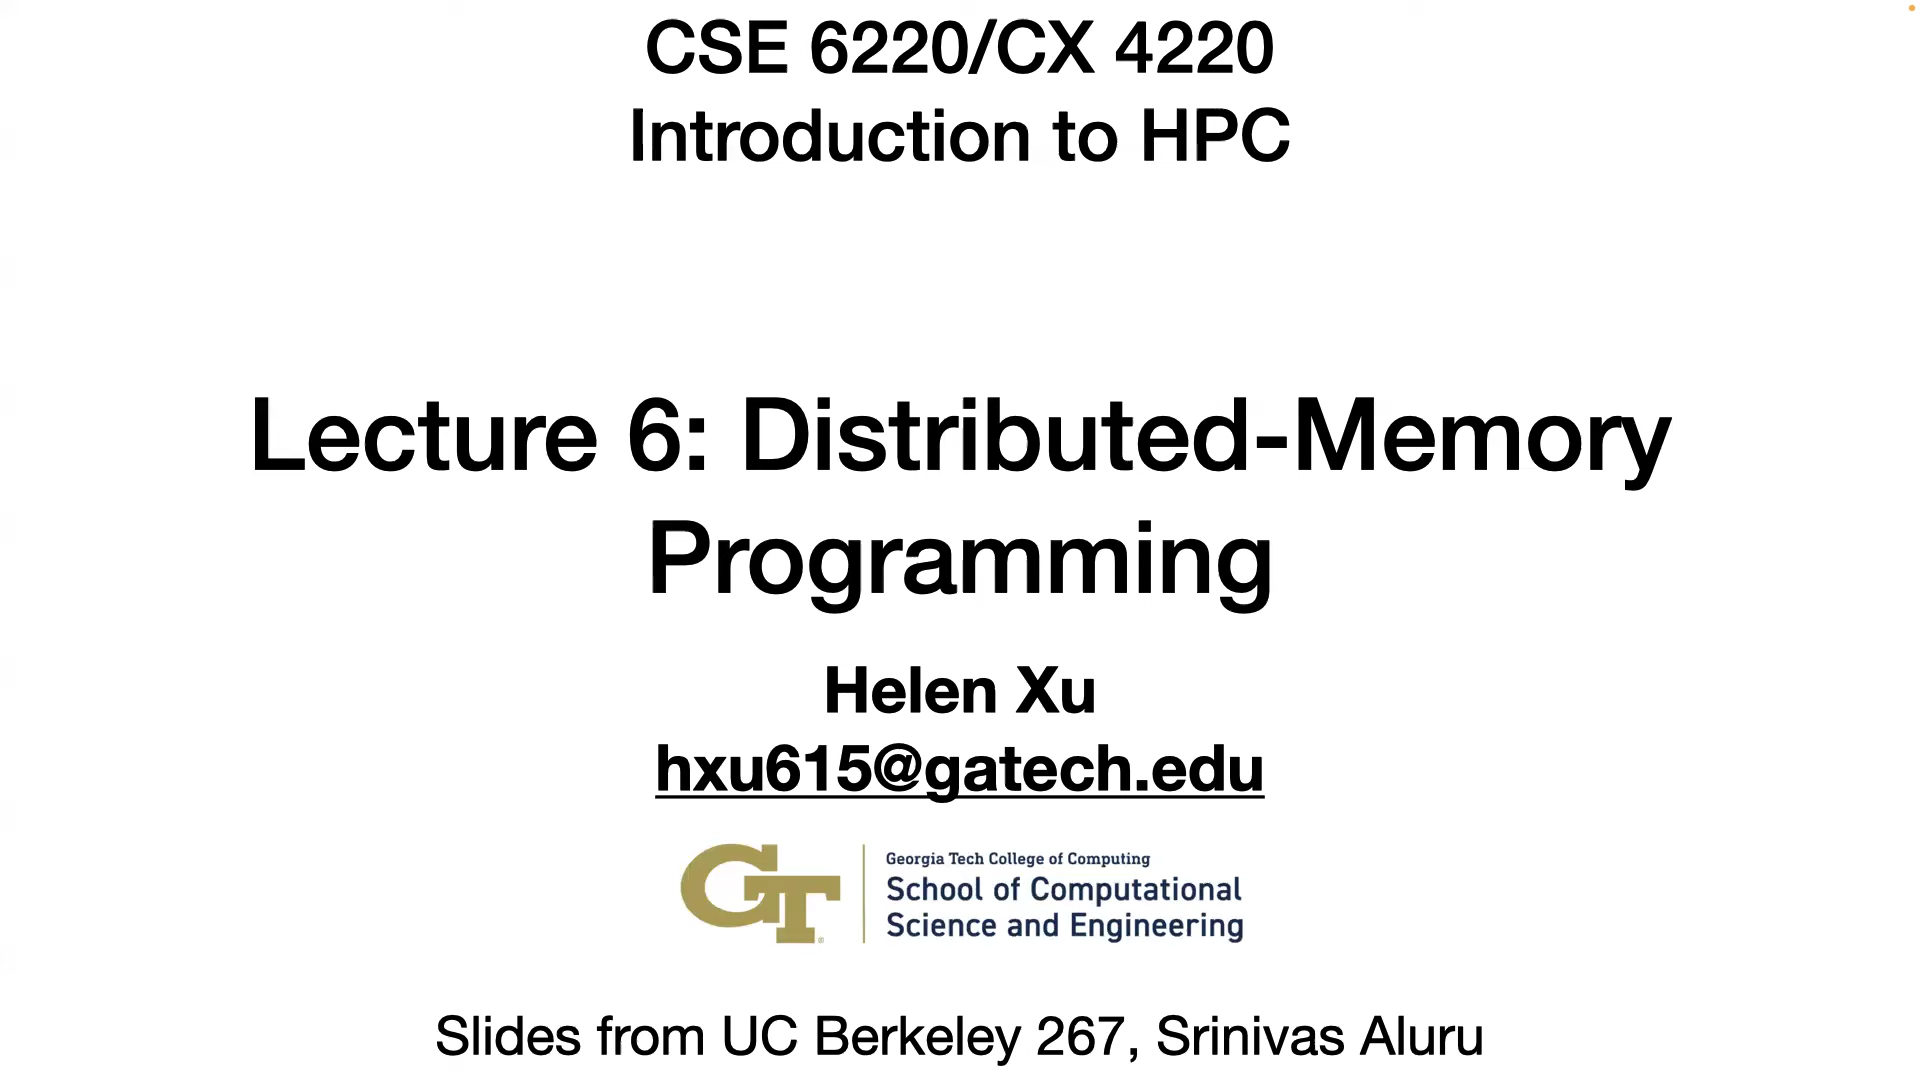 CSE 6220/CX 4220
Introduction to HPC
Lecture 6: Distributed-Memory
Programming
Helen Xu
hxu615@gatech.edu
GT
Georgia Tech College of Computing
School of Computational
Science and Engineering
Slides from UC Berkeley 267, Srinivas Aluru